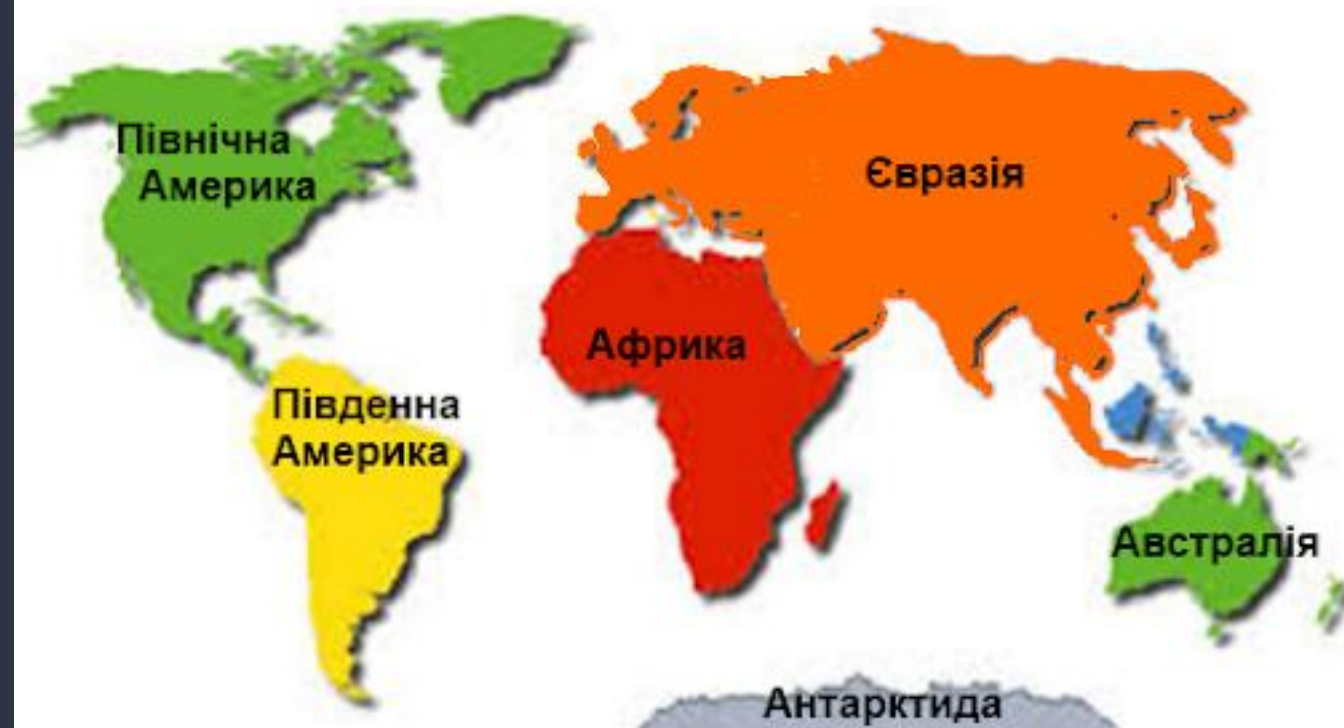 Північна
Америка
Євразія
Африка
Південна
Америка
Австралія
Антарктида